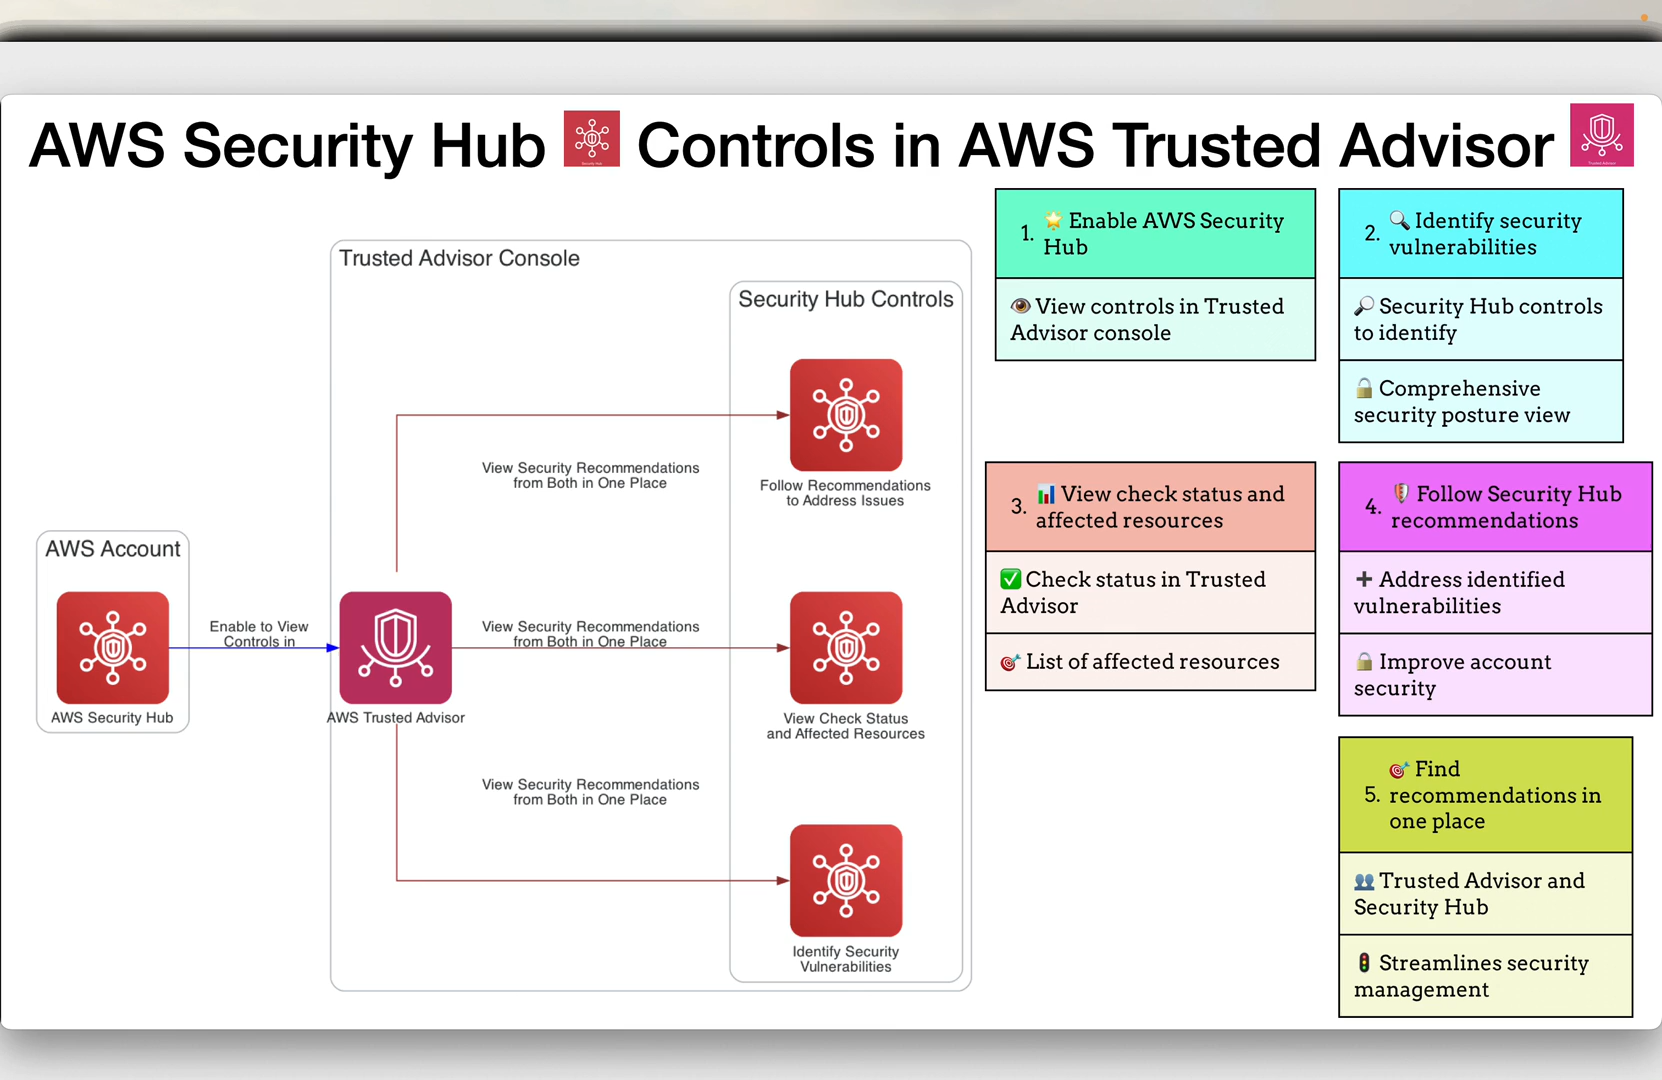 AWS Security Hub Controls in AWS Trusted Advisor
Trusted Advisor Console
Security Hub Controls
View Security Recommendations
from Both in One Place
Follow Recommendations
to Address Issues
AWS Account
AWS Security Hub
Enable to View
Controls in
AWS Trusted Advisor
View Security Recommendations
from Both in One Place
View Check Status
and Affected Resources
View Security Recommendations
from Both in One Place
Identify Security
Vulnerabilities
1. 🌟 Enable AWS Security
Hub
👁️ View controls in Trusted
Advisor console
2. 🔍 Identify security
vulnerabilities
🔎 Security Hub controls
to identify
🔒 Comprehensive
security posture view
3. 📊 View check status and
affected resources
✅ Check status in Trusted
Advisor
🎯 List of affected resources
4. 🛡️ Follow Security Hub
recommendations
➕ Address identified
vulnerabilities
🔒 Improve account
security
5. 🎯 Find
recommendations in
one place
👥 Trusted Advisor and
Security Hub
🚦 Streamlines security
management